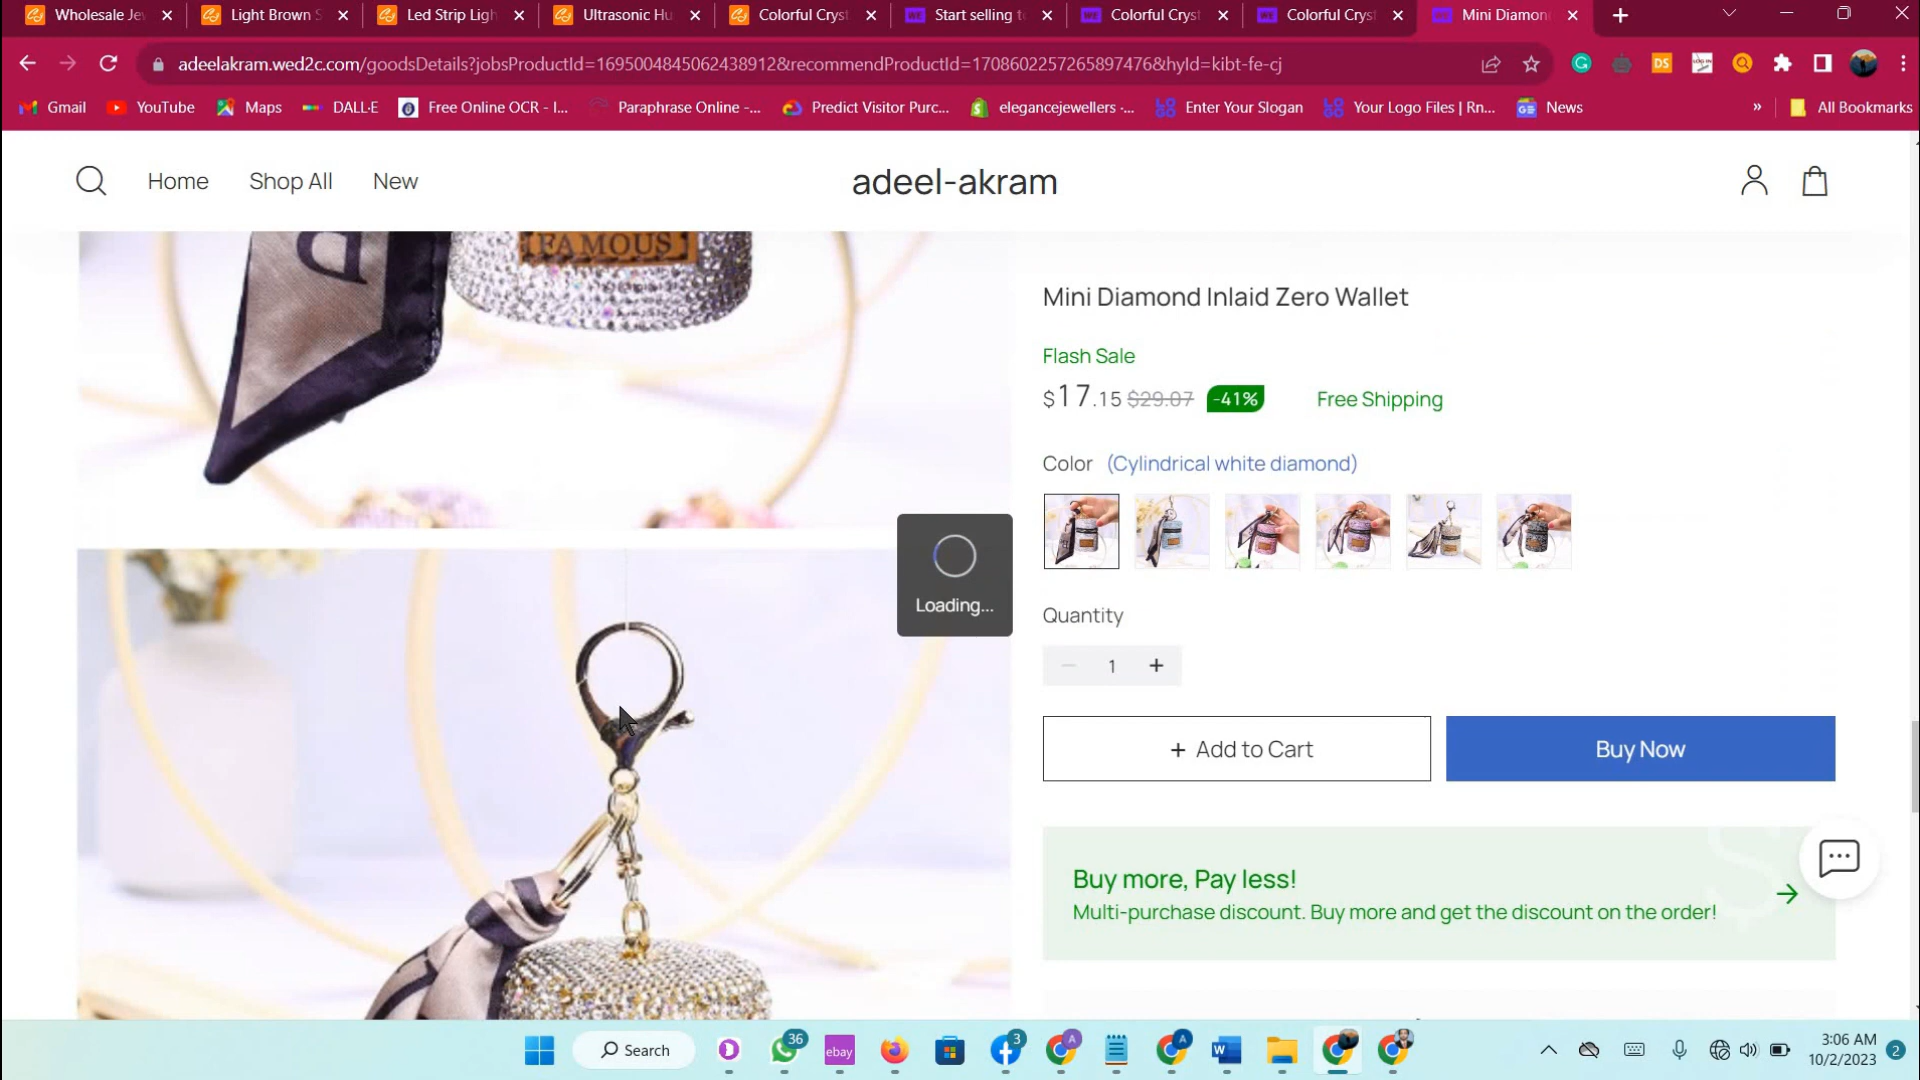 Wholesale Je
Light Brown S
Led Strip Ligh
Ultrasonic Hu
Colorful Cryst
Start selling t
Colorful Cryst
Colorful Cryst
Mini Diamon
adeelakram.wed2c.com/goodsDetails?jobsProductId=1695004845062438912&recommendProductId=1708602257265897476&hyId=kibt-fe-cj
Gmail
YouTube
Maps
DALL·E
Free Online OCR - I...
Paraphrase Online -...
Predict Visitor Purc...
elegancejewellers ·...
Enter Your Slogan
Your Logo Files | Rn...
News
»
All Bookmarks
Home
Shop All
New
adeel-akram
FAMOUS
Mini Diamond Inlaid Zero Wallet
Flash Sale
$17.15 $29.07 -41% Free Shipping
Color (Cylindrical white diamond)
Loading...
Quantity
− 1 +
+ Add to Cart
Buy Now
Buy more, Pay less!
Multi-purchase discount. Buy more and get the discount on the order!
Search
36
ebay
3
A
A
3:06 AM
10/2/2023
2